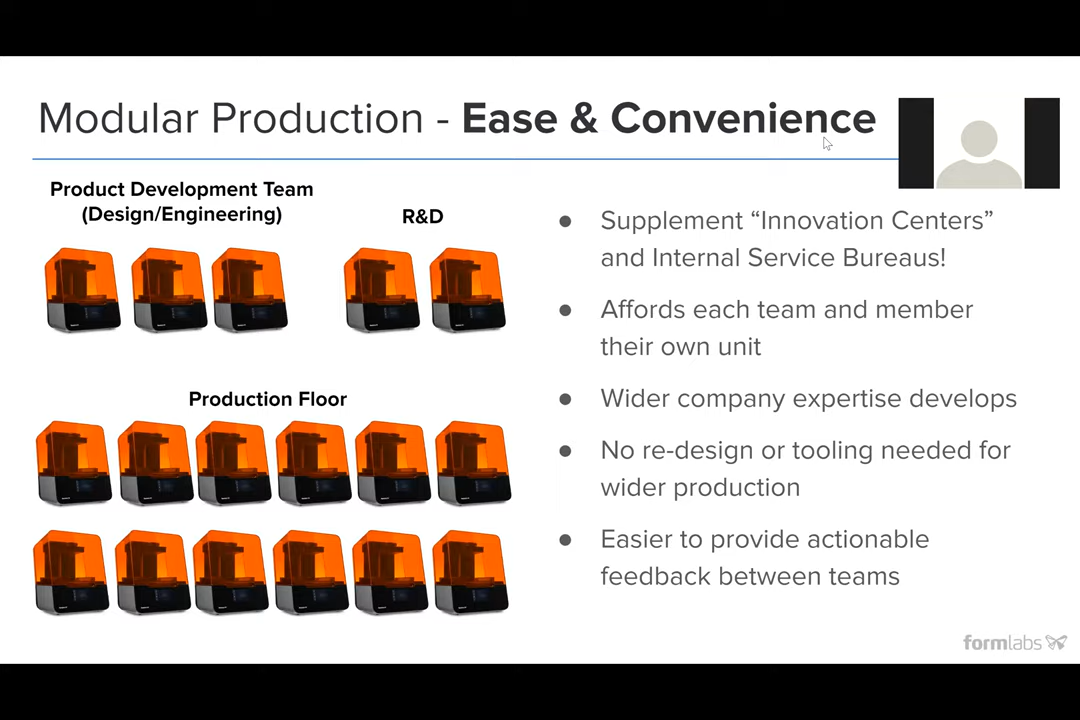 Modular Production - Ease & Convenience
Product Development Team
(Design/Engineering)
R&D
Production Floor
● Supplement “Innovation Centers”
and Internal Service Bureaus!
● Affords each team and member
their own unit
● Wider company expertise develops
● No re-design or tooling needed for
wider production
● Easier to provide actionable
feedback between teams
formlabs